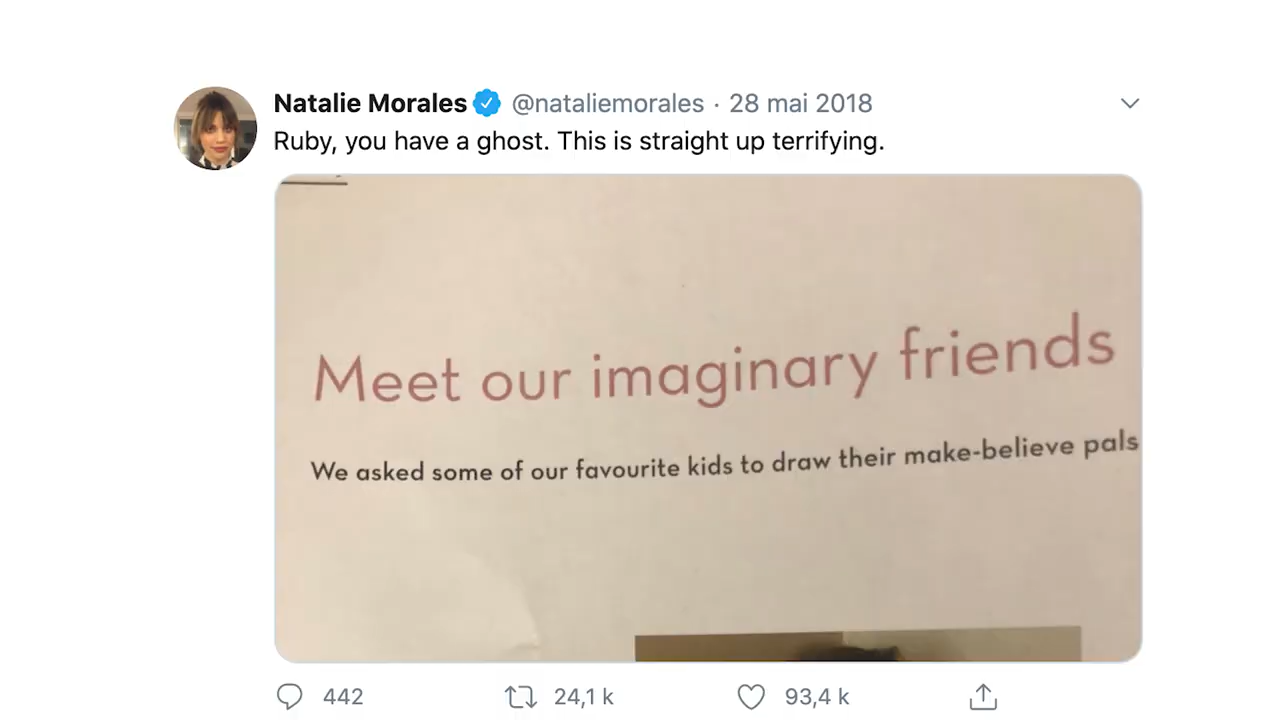 Natalie Morales @nataliemorales · 28 mai 2018
Ruby, you have a ghost. This is straight up terrifying.
Meet our imaginary friends
We asked some of our favourite kids to draw their make-believe pals
442 24,1 k 93,4 k